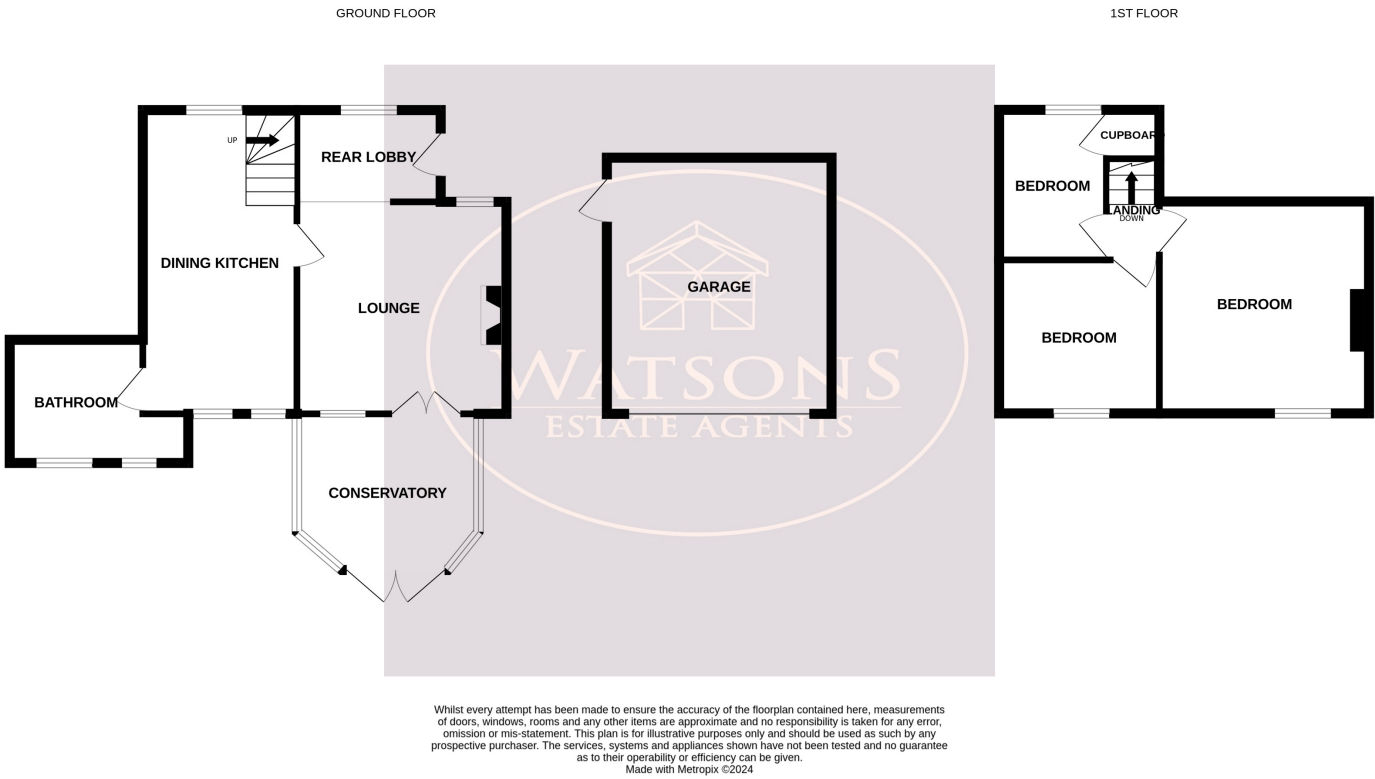 GROUND FLOOR
1ST FLOOR
UP
REAR LOBBY
DINING KITCHEN
LOUNGE
BATHROOM
CONSERVATORY
GARAGE
WATSONS
ESTATE AGENTS
CUPBOARD
BEDROOM
LANDING
DOWN
BEDROOM
BEDROOM
Whilst every attempt has been made to ensure the accuracy of the floorplan contained here, measurements
of doors, windows, rooms and any other items are approximate and no responsibility is taken for any error,
omission or mis-statement. This plan is for illustrative purposes only and should be used as such by any
prospective purchaser. The services, systems and appliances shown have not been tested and no guarantee
as to their operability or efficiency can be given.
Made with Metropix ©2024